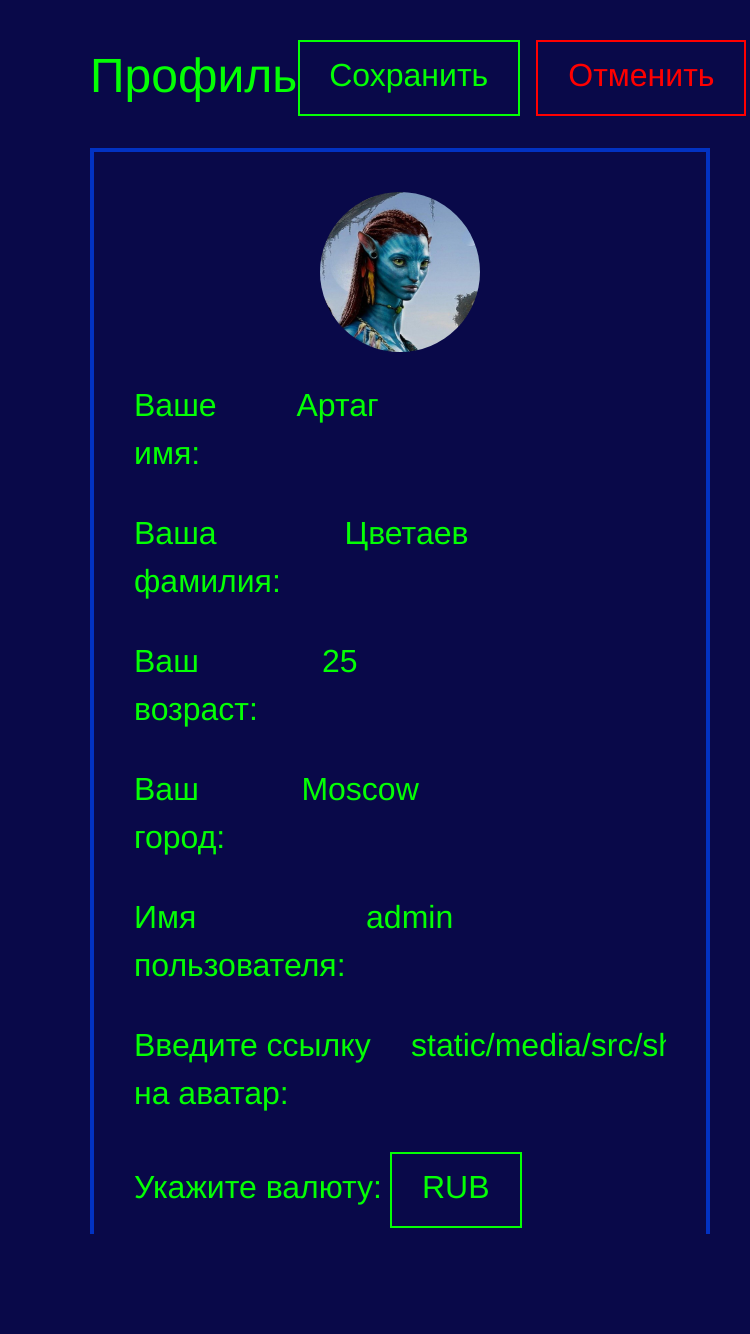 Профиль Сохранить Отменить
Ваше Артаг
имя:
Ваша Цветаев
фамилия:
Ваш 25
возраст:
Ваш Moscow
город:
Имя admin
пользователя:
Введите ссылку static/media/src/sh
на аватар:
Укажите валюту: RUB